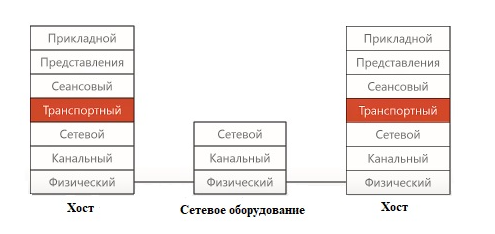 Прикладной
Представления
Сеансовый
Транспортный
Сетевой
Канальный
Физический
Хост
Сетевой
Канальный
Физический
Сетевое оборудование
Прикладной
Представления
Сеансовый
Транспортный
Сетевой
Канальный
Физический
Хост